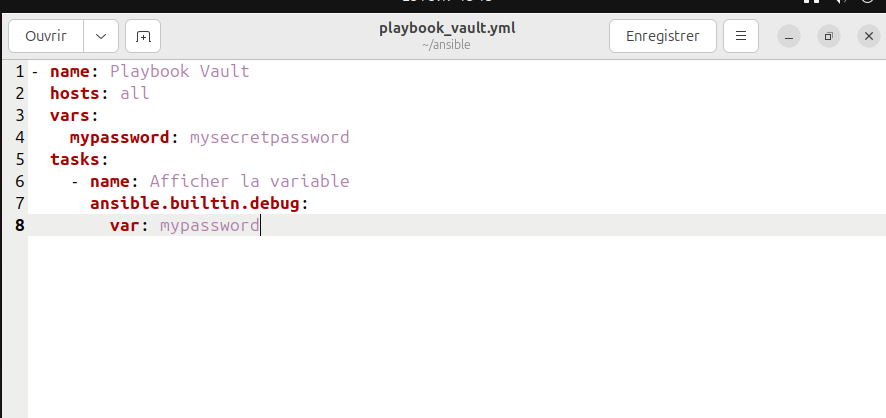 Ouvrir
playbook_vault.yml
~/ansible
Enregistrer
1 - name: Playbook Vault
2   hosts: all
3   vars:
4     mypassword: mysecretpassword
5   tasks:
6     - name: Afficher la variable
7       ansible.builtin.debug:
8         var: mypassword